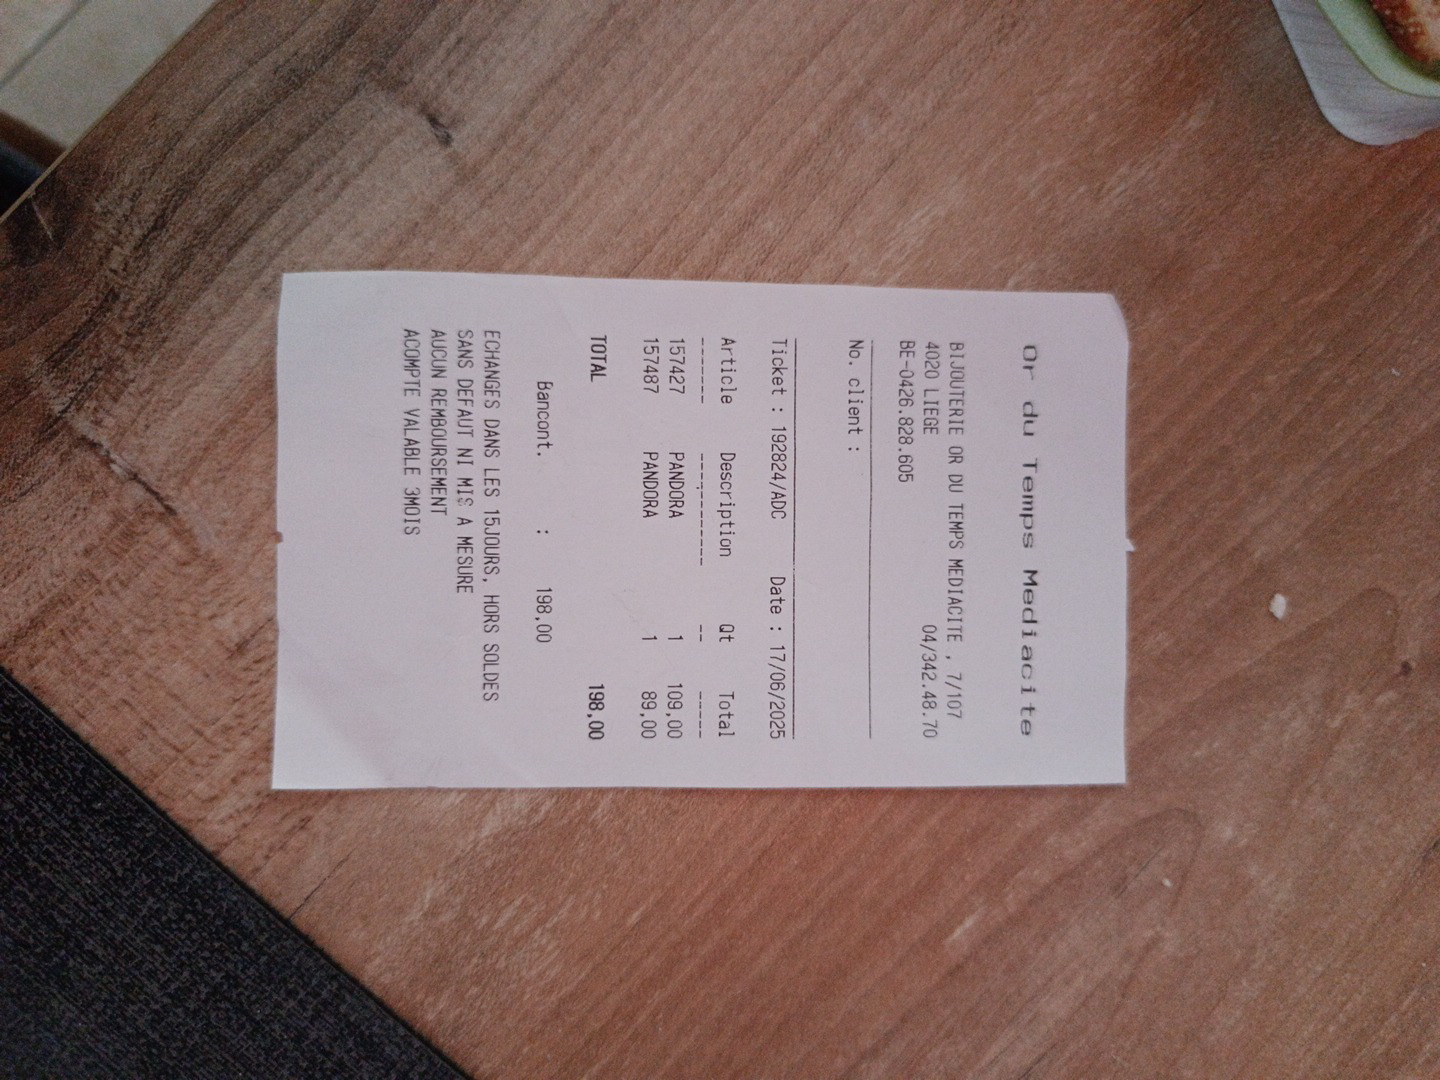 Or du Temps Mediacite
BIJOUTERIE OR DU TEMPS MEDIACITE , 7/107
4020 LIEGE 04/342.48.70
BE-0426.828.605
No. client :
Ticket : 192824/ADC Date : 17/06/2025
Article Description Qt Total
------- ----------- -- -----
157427 PANDORA 1 109,00
157487 PANDORA 1 89,00
TOTAL 198,00
Bancont. : 198,00
ECHANGES DANS LES 15JOURS, HORS SOLDES
SANS DEFAUT NI MIS A MESURE
AUCUN REMBOURSEMENT
ACOMPTE VALABLE 3MOIS